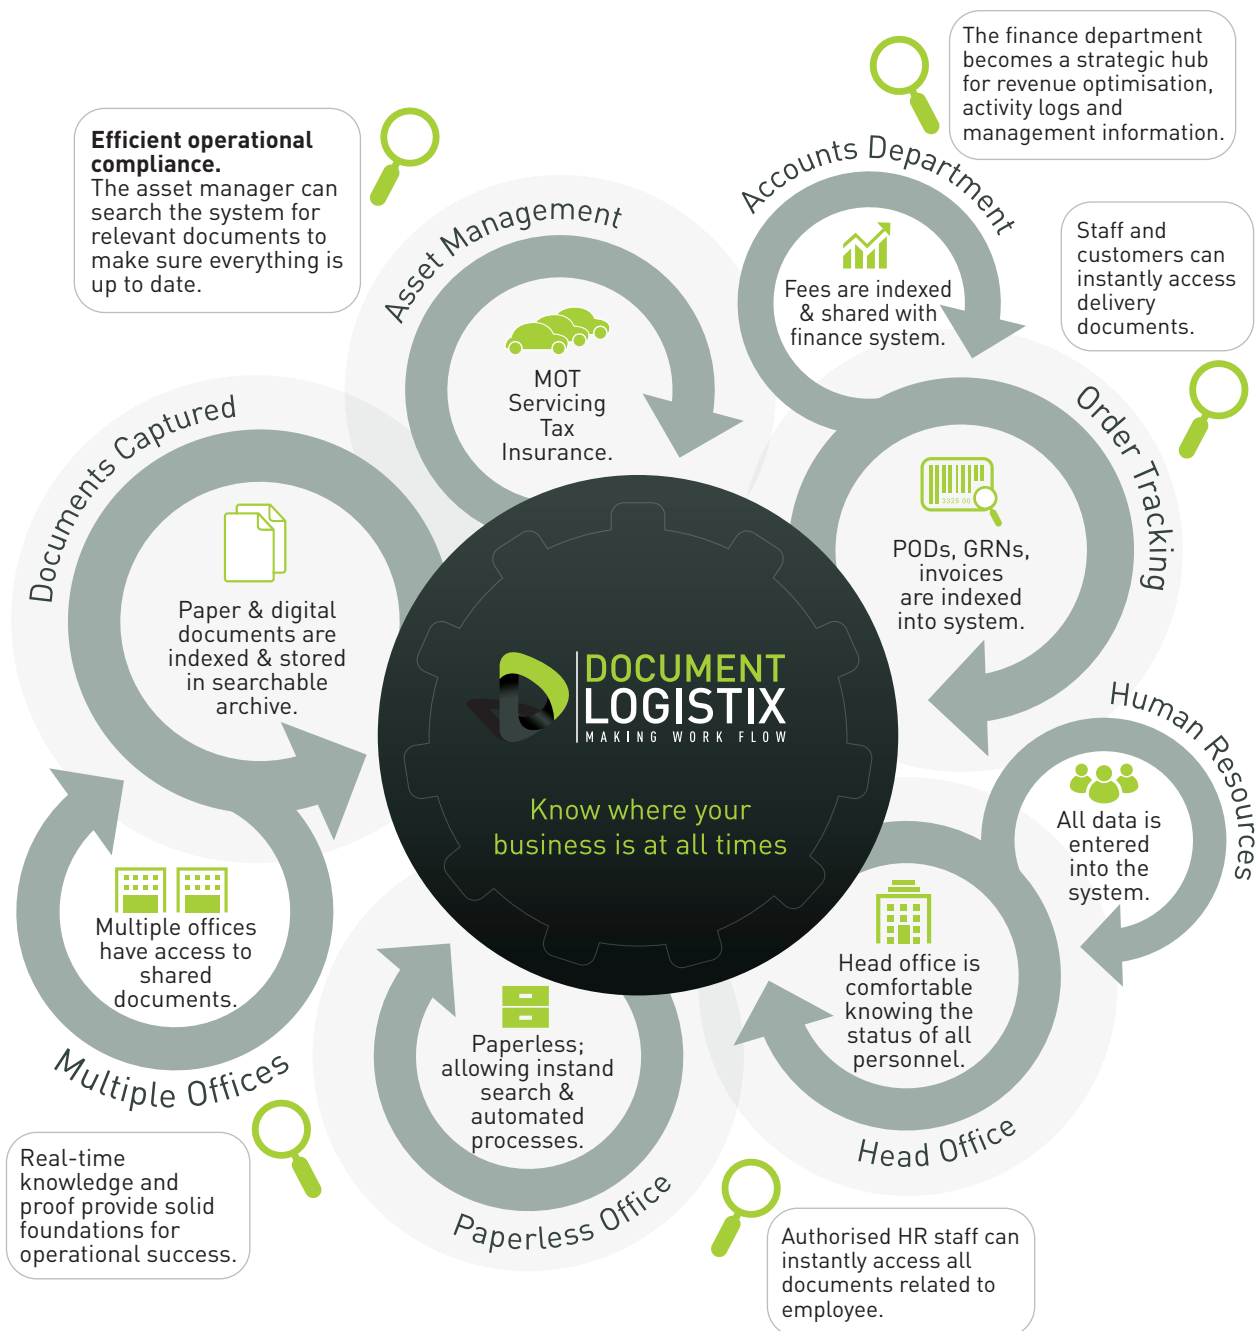 The finance department
becomes a strategic hub
for revenue optimisation,
activity logs and
management information.
Efficient operational
compliance.
The asset manager can
search the system for
relevant documents to
make sure everything is
up to date.
Accounts Department
Fees are indexed
& shared with
finance system.
Asset Management
MOT
Servicing
Tax
Insurance.
Staff and
customers can
instantly access
delivery
documents.
Order Tracking
3325 00
PODs, GRNs,
invoices
are indexed
into system.
Documents Captured
Paper & digital
documents are
indexed & stored
in searchable
archive.
DOCUMENT
LOGISTIX
MAKING WORK FLOW
Know where your
business is at all times
Human Resources
All data is
entered
into the
system.
Multiple offices
have access to
shared
documents.
Multiple Offices
Head office is
comfortable
knowing the
status of all
personnel.
Head Office
Paperless;
allowing instand
search &
automated
processes.
Paperless Office
Real-time
knowledge and
proof provide solid
foundations for
operational success.
Authorised HR staff can
instantly access all
documents related to
employee.